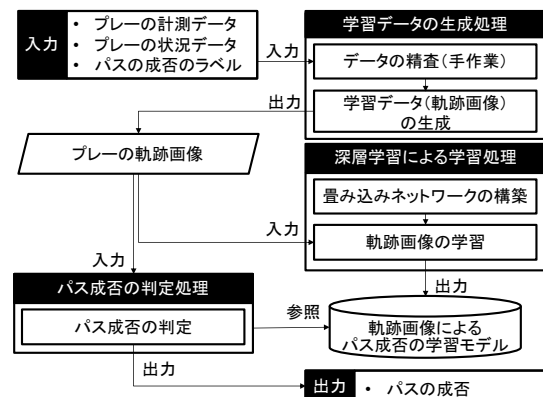 入力
・ プレーの計測データ
・ プレーの状況データ
・ パスの成否のラベル
入力
学習データの生成処理
データの精査(手作業)
学習データ(軌跡画像)
の生成
出力
プレーの軌跡画像
深層学習による学習処理
畳み込みネットワークの構築
軌跡画像の学習
入力
入力
出力
パス成否の判定処理
パス成否の判定
参照
軌跡画像による
パス成否の学習モデル
出力
出力
・ パスの成否